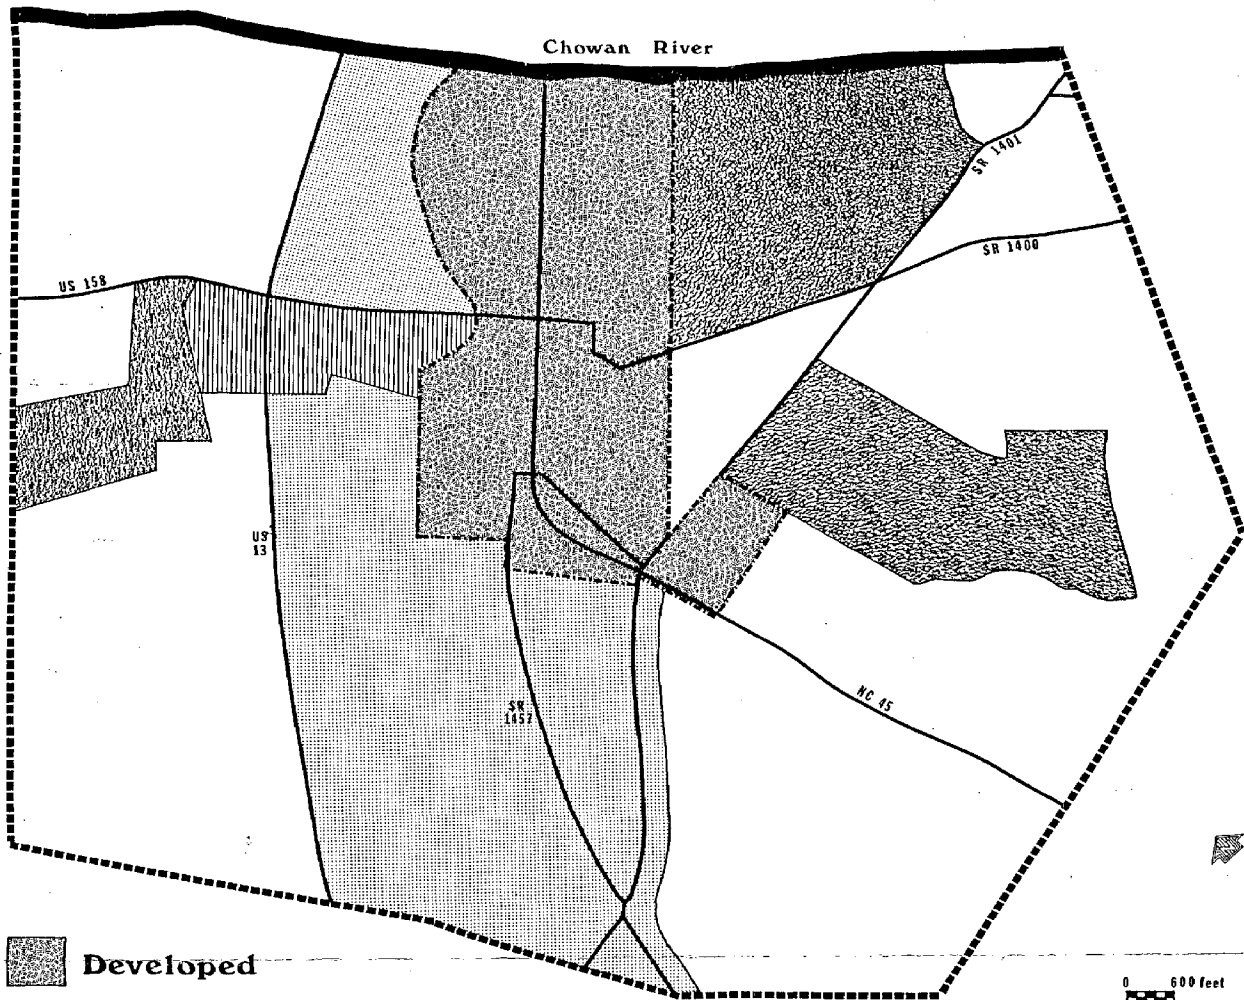 Chowan River
SR 1401
SR 1400
US 158
US
13
SR
1457
NC 45
Developed
0 600 feet